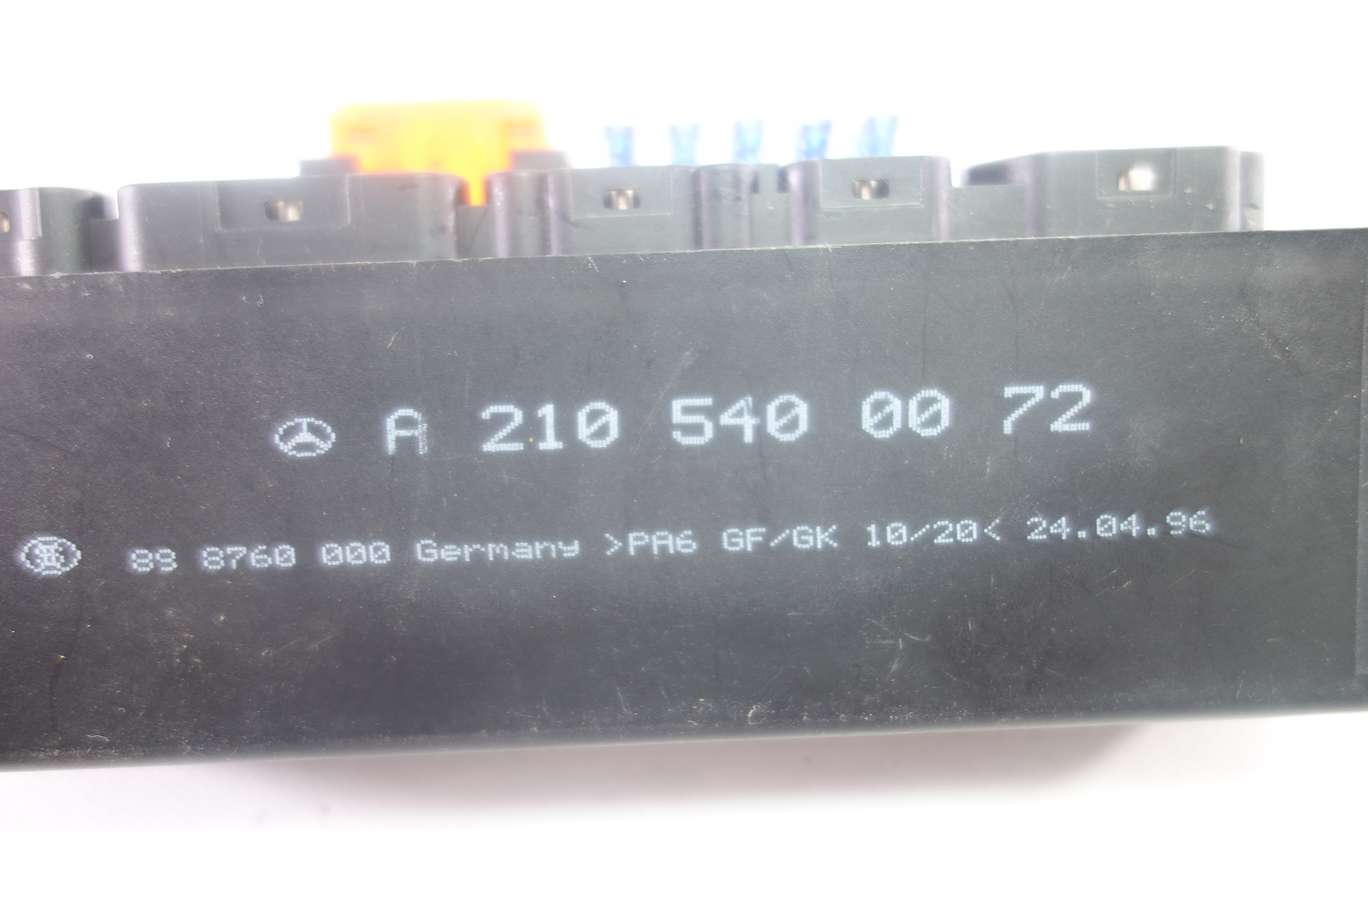 A 210 540 00 72
89 8760 000 Germany >PA6 GF/GK 10/20< 24.04.96